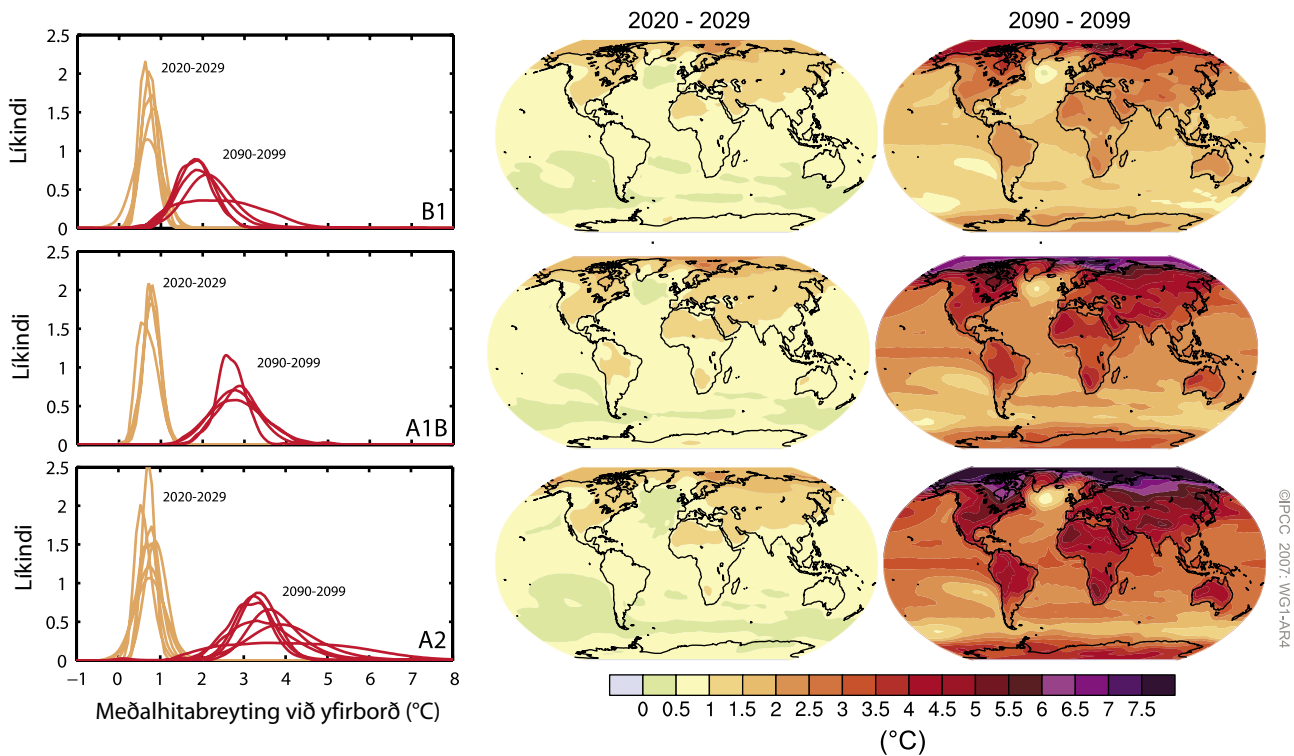 2020 - 2029
2090 - 2099
2.5
2
1.5
1
0.5
0
Líkindi
2020-2029
2090-2099
B1
2.5
2
1.5
1
0.5
0
Líkindi
2020-2029
2090-2099
A1B
2.5
2
1.5
1
0.5
0
Líkindi
2020-2029
2090-2099
A2
−1 0 1 2 3 4 5 6 7 8
Meðalhitabreyting við yfirborð (°C)
0 0.5 1 1.5 2 2.5 3 3.5 4 4.5 5 5.5 6 6.5 7 7.5
(°C)
©IPCC 2007: WG1-AR4